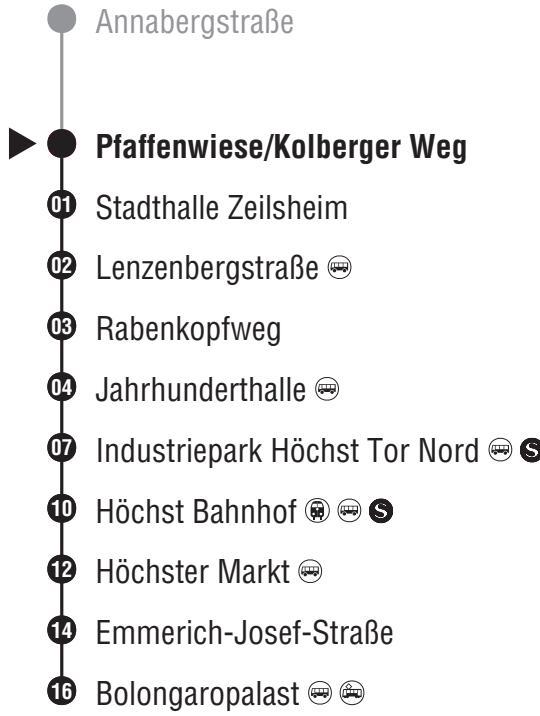 Annabergstraße
Pfaffenwiese/Kolberger Weg
01 Stadthalle Zeilsheim
02 Lenzenbergstraße
03 Rabenkopfweg
04 Jahrhunderthalle
07 Industriepark Höchst Tor Nord S
10 Höchst Bahnhof S
12 Höchster Markt
14 Emmerich-Josef-Straße
16 Bolongaropalast